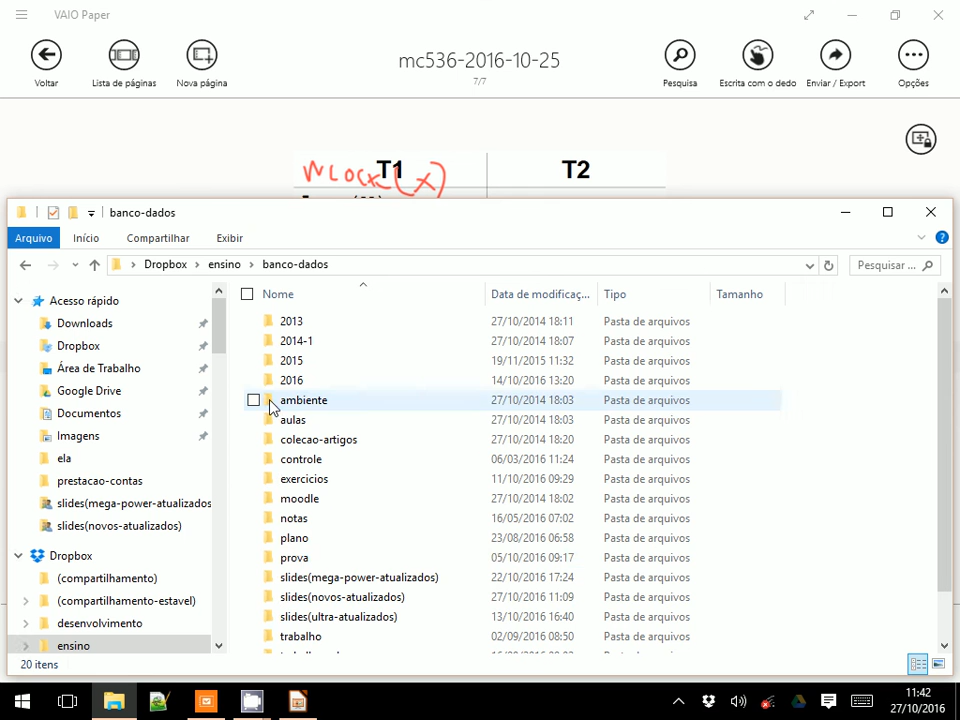 VAIO Paper
Voltar
Lista de páginas
Nova página
mc536-2016-10-25
7/7
Pesquisa
Escrita com o dedo
Enviar / Export
Opções
T1 T2
WLOCK (X)
banco-dados
Arquivo Início Compartilhar Exibir
Dropbox ensino banco-dados
Pesquisar ...
Nome Data de modificaç... Tipo Tamanho
Acesso rápido
Downloads
Dropbox
Área de Trabalho
Google Drive
Documentos
Imagens
ela
prestacao-contas
slides(mega-power-atualizados
slides(novos-atualizados)
Dropbox
(compartilhamento)
(compartilhamento-estavel)
desenvolvimento
ensino
2013 27/10/2014 18:11 Pasta de arquivos
2014-1 27/10/2014 18:07 Pasta de arquivos
2015 19/11/2015 11:32 Pasta de arquivos
2016 14/10/2016 13:20 Pasta de arquivos
ambiente 27/10/2014 18:03 Pasta de arquivos
aulas 27/10/2014 18:03 Pasta de arquivos
colecao-artigos 27/10/2014 18:20 Pasta de arquivos
controle 06/03/2016 11:24 Pasta de arquivos
exercicios 11/10/2016 09:29 Pasta de arquivos
moodle 27/10/2014 18:02 Pasta de arquivos
notas 16/05/2016 07:02 Pasta de arquivos
plano 23/08/2016 06:58 Pasta de arquivos
prova 05/10/2016 09:17 Pasta de arquivos
slides(mega-power-atualizados) 22/10/2016 17:24 Pasta de arquivos
slides(novos-atualizados) 27/10/2016 11:09 Pasta de arquivos
slides(ultra-atualizados) 13/10/2016 16:40 Pasta de arquivos
trabalho 02/09/2016 08:50 Pasta de arquivos
20 itens
11:42
27/10/2016